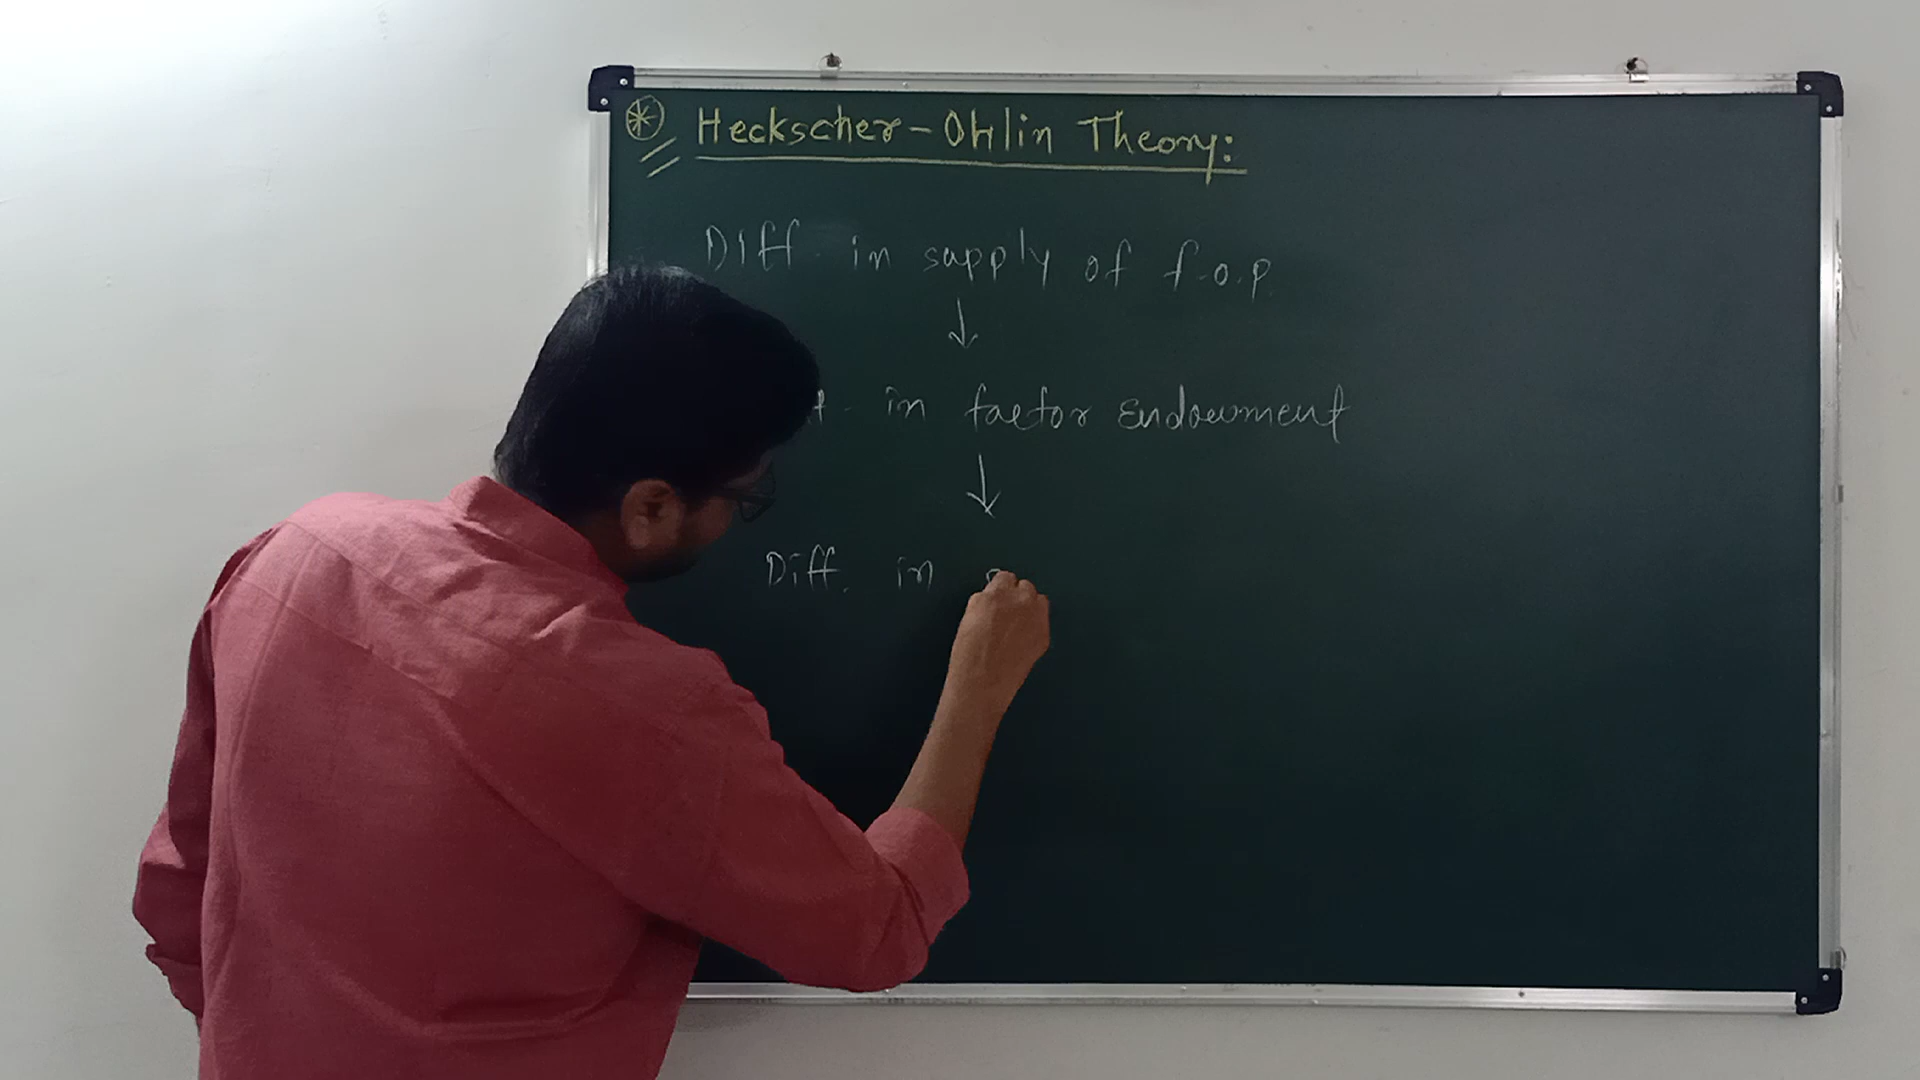 Heckscher-Ohlin Theory:
Diff. in supply of f.o.p.
in factor Endowment
Diff. in